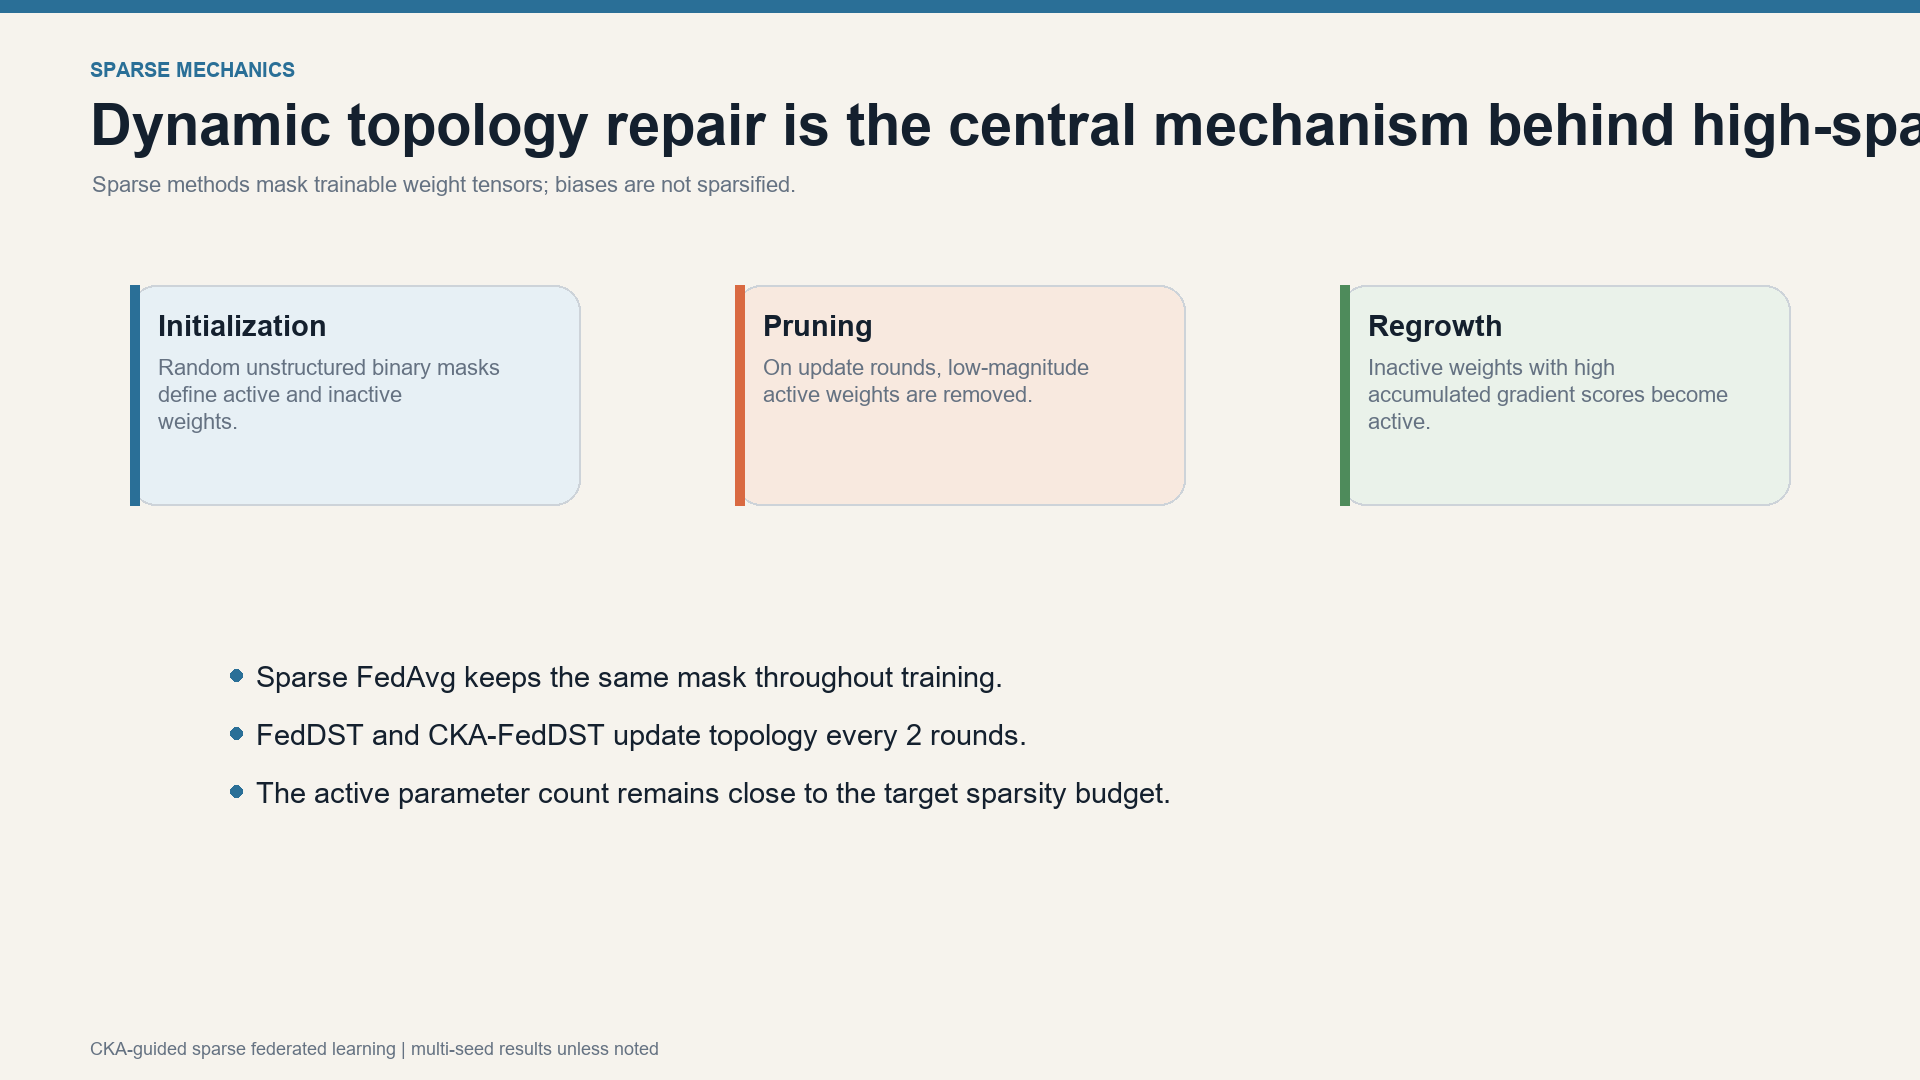 SPARSE MECHANICS
Dynamic topology repair is the central mechanism behind high-spa
Sparse methods mask trainable weight tensors; biases are not sparsified.
Initialization
Random unstructured binary masks
define active and inactive
weights.
Pruning
On update rounds, low-magnitude
active weights are removed.
Regrowth
Inactive weights with high
accumulated gradient scores become
active.
Sparse FedAvg keeps the same mask throughout training.
FedDST and CKA-FedDST update topology every 2 rounds.
The active parameter count remains close to the target sparsity budget.
CKA-guided sparse federated learning | multi-seed results unless noted